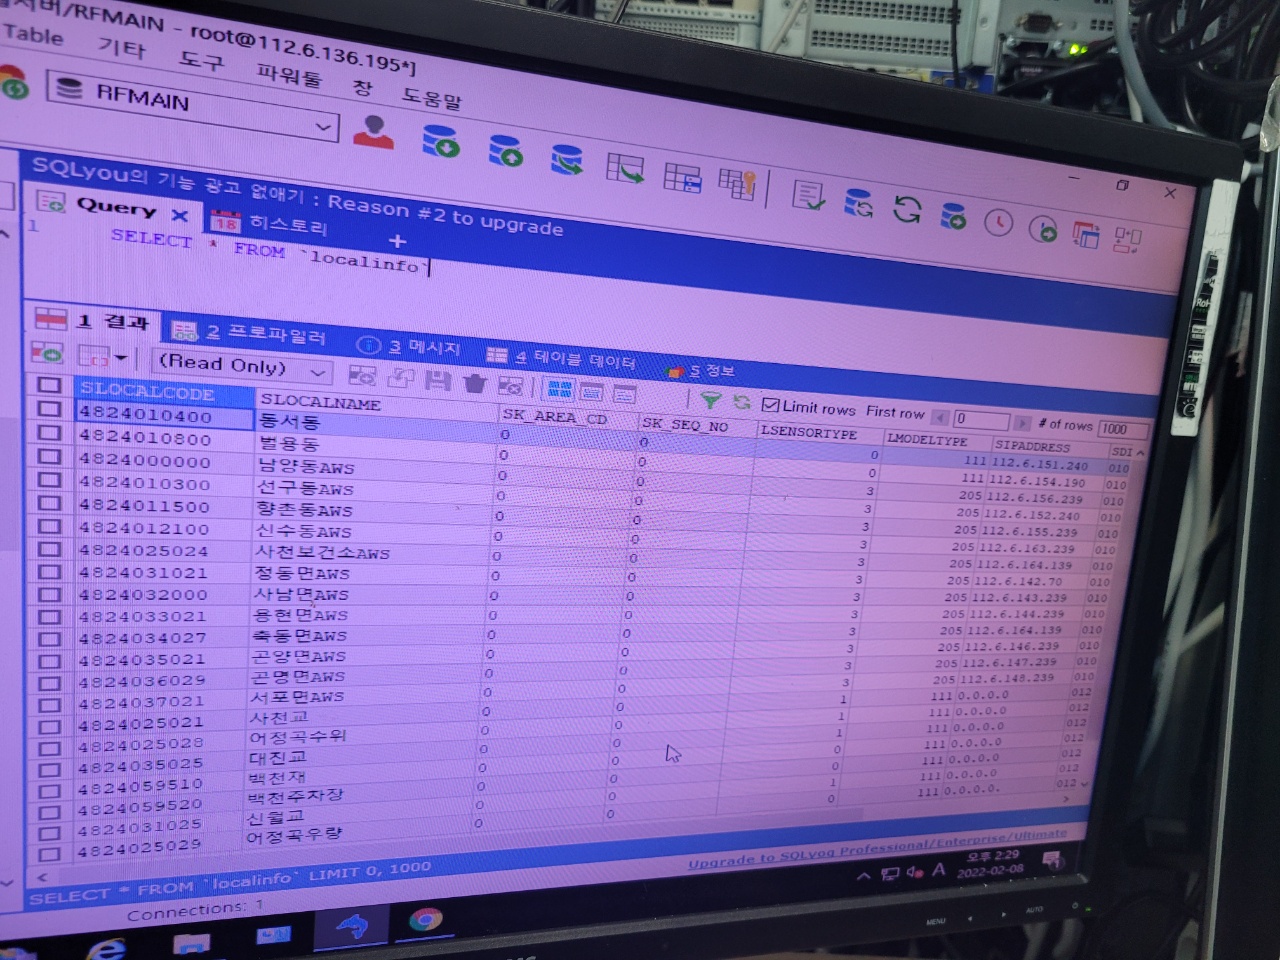 서버/RFMAIN - root@112.6.136.195*]
Table 기타 도구 파워툴 창 도움말
RFMAIN
SQLyou의 기능 광고 없애기 : Reason #2 to upgrade
Query 히스토리 +
1 SELECT * FROM `localinfo`
1 결과 2 프로파일러 3 메시지 4 테이블 데이터 5 정보
(Read Only) Limit rows First row 0 # of rows 1000
SLOCALCODE SLOCALNAME SK_AREA_CD SK_SEQ_NO LSENSORTYPE LMODELTYPE SIPADDRESS SDI
4824010400 동서동 0 0 0 111 112.6.151.240 010
4824010800 벌용동 0 0 0 111 112.6.154.190 010
4824000000 남양동AWS 0 0 3 205 112.6.156.239 010
4824010300 선구동AWS 0 0 3 205 112.6.152.240 010
4824011500 향촌동AWS 0 0 3 205 112.6.155.239 010
4824012100 신수동AWS 0 0 3 205 112.6.163.239 010
4824025024 사천보건소AWS 0 0 3 205 112.6.164.139 010
4824031021 정동면AWS 0 0 3 205 112.6.142.70 010
4824032000 사남면AWS 0 0 3 205 112.6.143.239 010
4824033021 용현면AWS 0 0 3 205 112.6.144.239 010
4824034027 축동면AWS 0 0 3 205 112.6.164.139 010
4824035021 곤양면AWS 0 0 3 205 112.6.146.239 010
4824036029 곤명면AWS 0 0 3 205 112.6.147.239 010
4824037021 서포면AWS 0 0 3 205 112.6.148.239 010
4824025021 사천교 0 0 1 111 0.0.0.0 012
4824025028 어정곡수위 0 0 1 111 0.0.0.0 012
4824035025 대진교 0 0 1 111 0.0.0.0 012
4824059510 백천재 0 0 0 111 0.0.0.0 012
4824059520 백천주차장 0 0 0 111 0.0.0.0 012
4824031025 신월교 0 0 1 111 0.0.0.0 012
4824025029 어정곡우량 0 0 0 111 0.0.0.0. 012
Upgrade to SQLyog Professional/Enterprise/Ultimate
SELECT * FROM `localinfo` LIMIT 0, 1000
Connections: 1
A 오후 2:29
2022-02-08
MENU AUTO